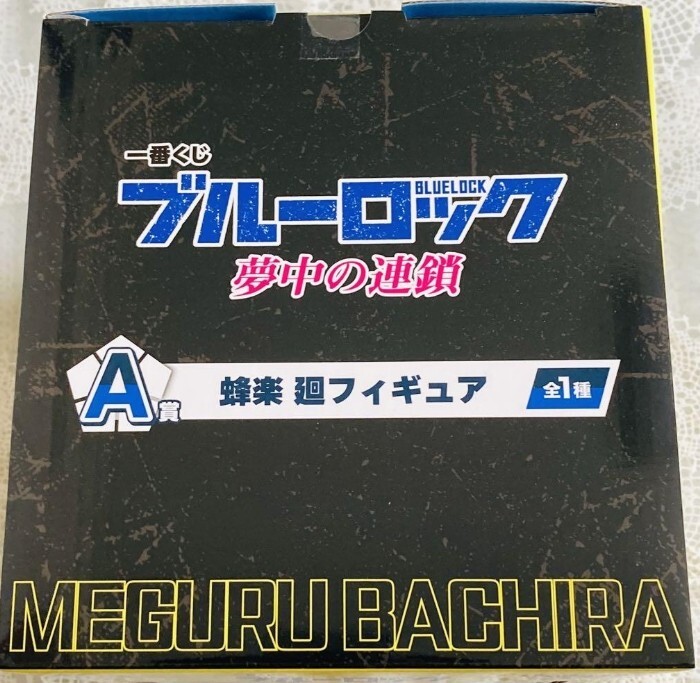 一番くじ
BLUELOCK
ブルーロック
夢中の連鎖
A賞
蜂楽 廻フィギュア
全1種
MEGURU BACHIRA